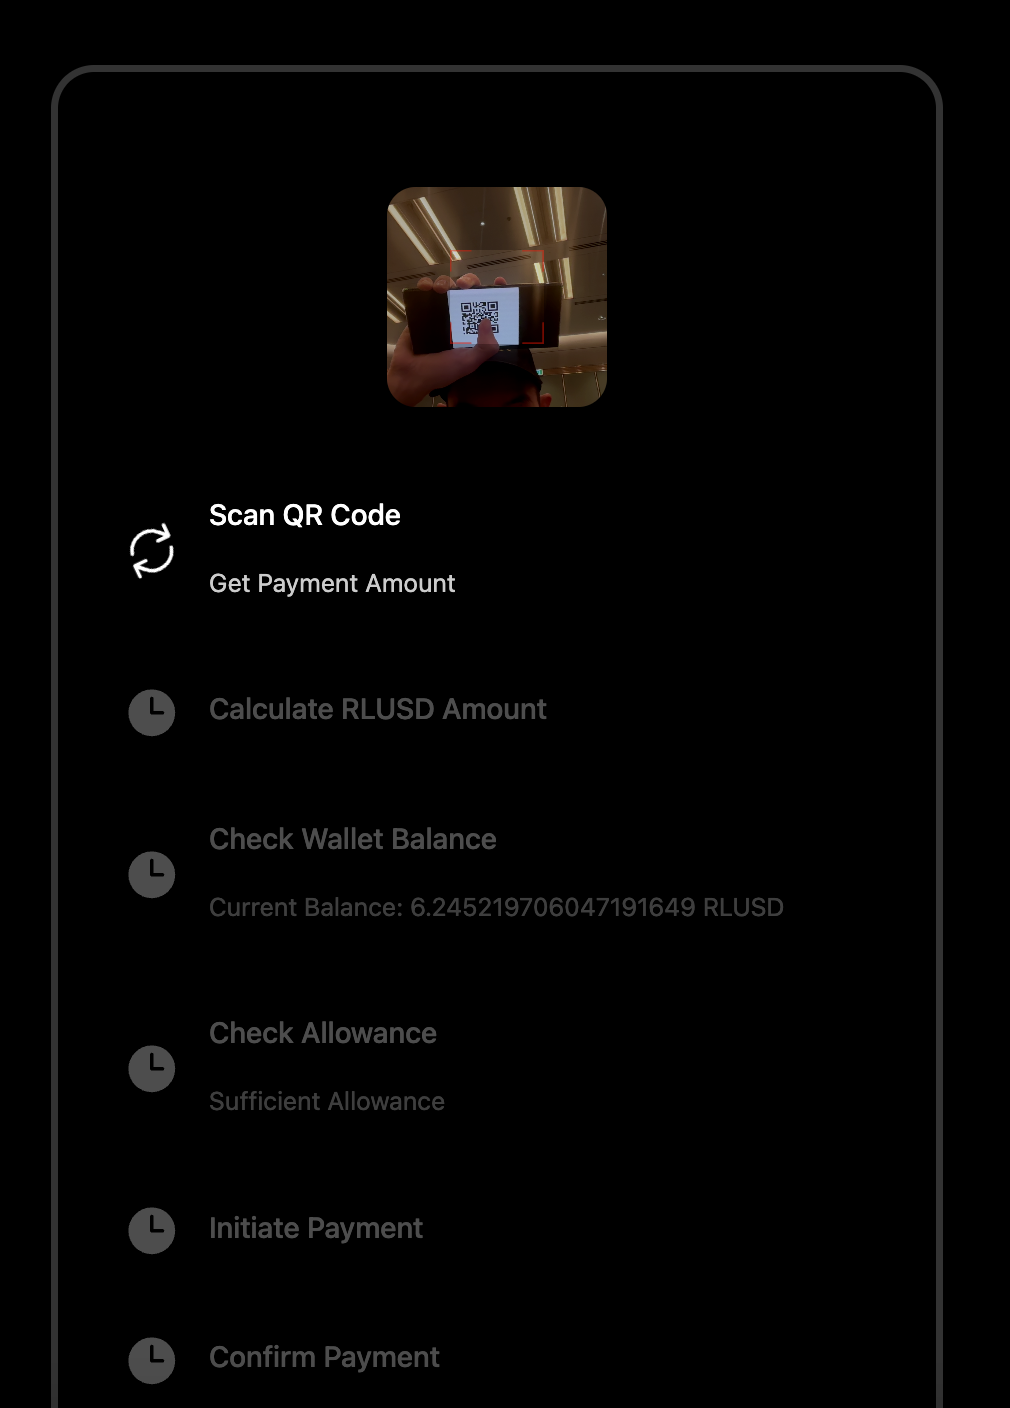 Scan QR Code
Get Payment Amount
Calculate RLUSD Amount
Check Wallet Balance
Current Balance: 6.245219706047191649 RLUSD
Check Allowance
Sufficient Allowance
Initiate Payment
Confirm Payment